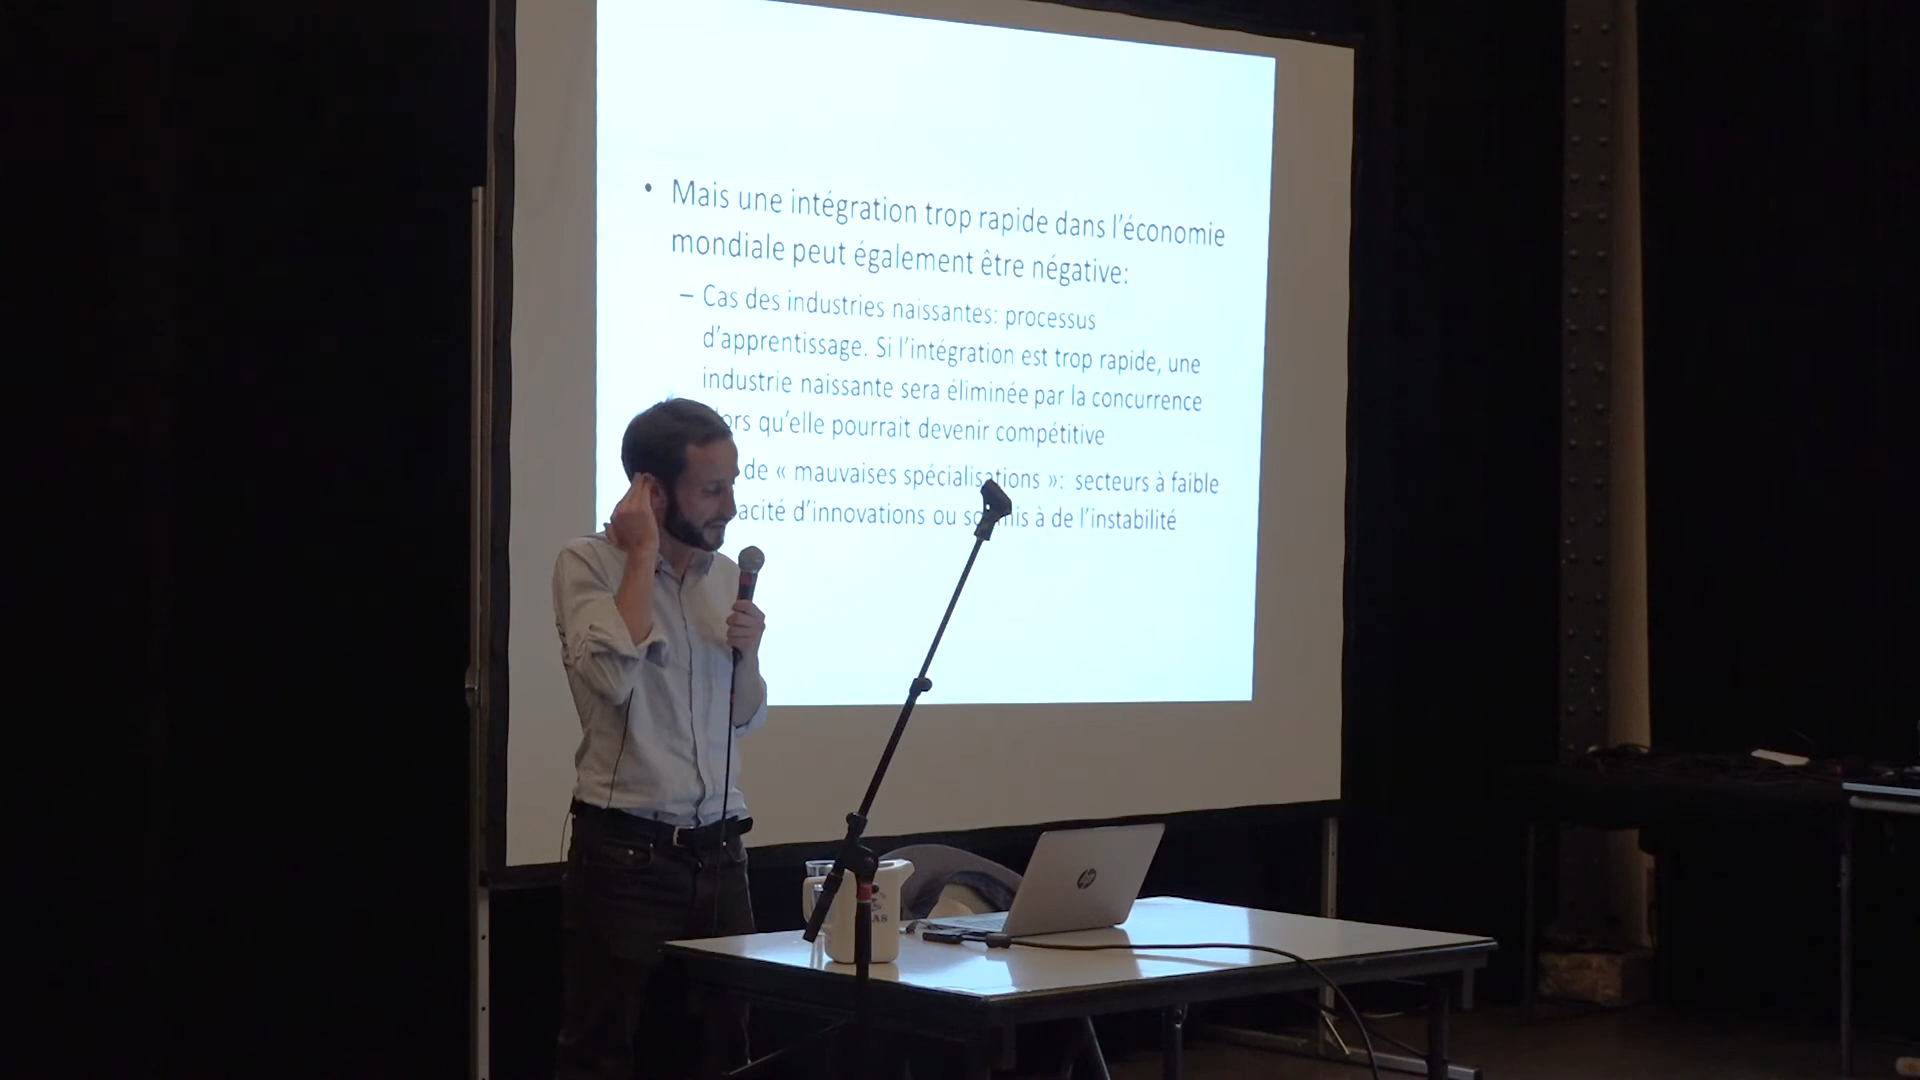 • Mais une intégration trop rapide dans l'économie
mondiale peut également être négative:
– Cas des industries naissantes: processus
d'apprentissage. Si l'intégration est trop rapide, une
industrie naissante sera éliminée par la concurrence
qu'elle pourrait devenir compétitive
de « mauvaises spécialisations »: secteurs à faible
d'innovations ou soumis à de l'instabilité
hp